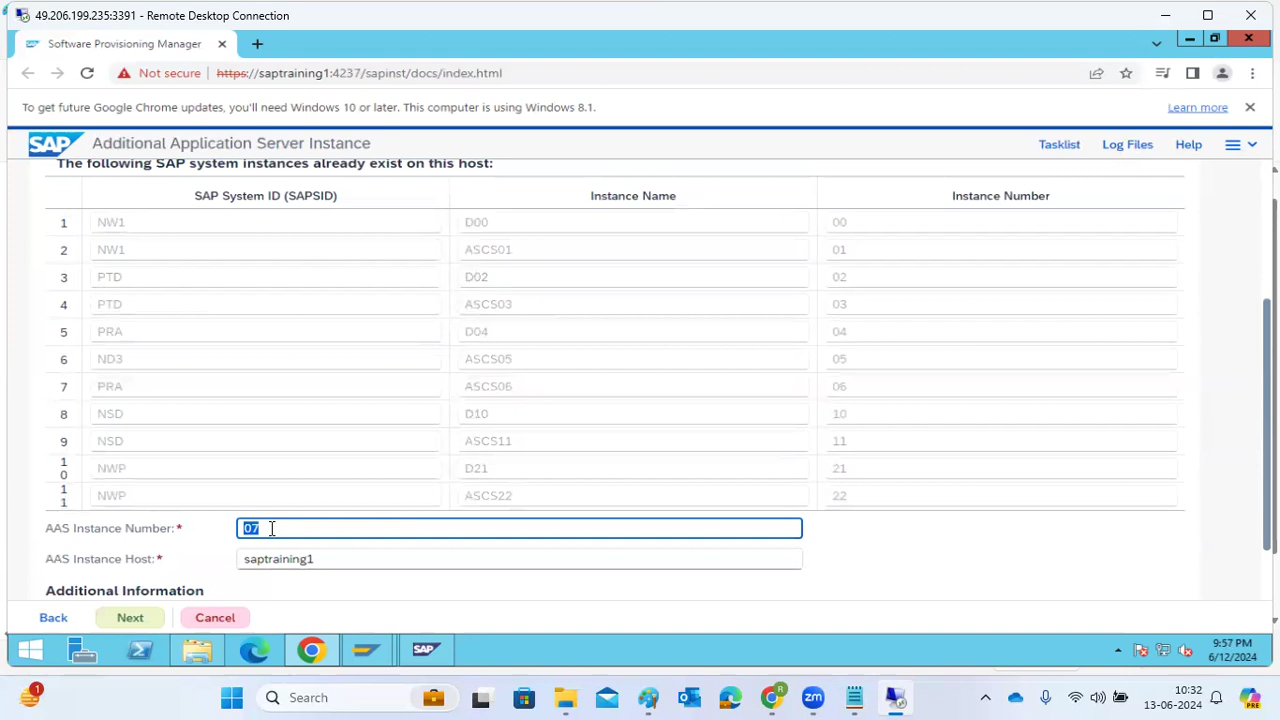 49.206.199.235:3391 - Remote Desktop Connection
Software Provisioning Manager
Not secure https://saptraining1:4237/sapinst/docs/index.html
To get future Google Chrome updates, you'll need Windows 10 or later. This computer is using Windows 8.1. Learn more
SAP Additional Application Server Instance Tasklist Log Files Help
The following SAP system instances already exist on this host:
SAP System ID (SAPSID) Instance Name Instance Number
1 NW1 D00 00
2 NW1 ASCS01 01
3 PTD D02 02
4 PTD ASCS03 03
5 PRA D04 04
6 ND3 ASCS05 05
7 PRA ASCS06 06
8 NSD D10 10
9 NSD ASCS11 11
10 NWP D21 21
11 NWP ASCS22 22
AAS Instance Number:* 07
AAS Instance Host:* saptraining1
Additional Information
Back Next Cancel
SAP
9:57 PM
6/12/2024
1 Search R zm 10:32
13-06-2024
PRE